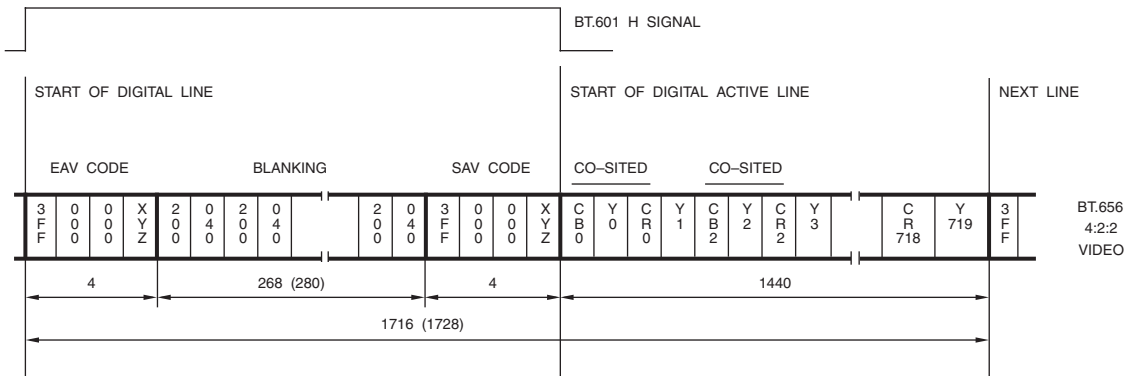 BT.601 H SIGNAL
START OF DIGITAL LINE
START OF DIGITAL ACTIVE LINE
NEXT LINE
EAV CODE
BLANKING
SAV CODE
CO–SITED
CO–SITED
3FF
000
000
XYZ
200
040
200
040
200
040
3FF
000
000
XYZ
CB0
Y0
CR0
Y1
CB2
Y2
CR2
Y3
CR718
Y719
3FF
BT.656
4:2:2
VIDEO
4
268 (280)
4
1440
1716 (1728)